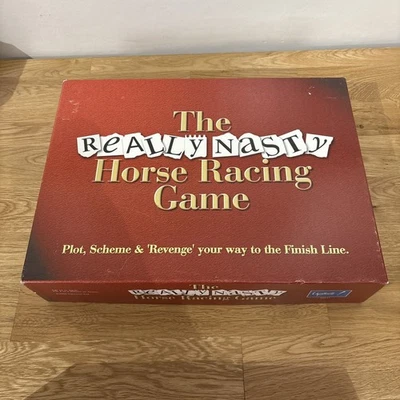 The
REALLY NASTY
Horse Racing
Game
Plot, Scheme & 'Revenge' your way to the Finish Line.
The
REALLY NASTY
Horse Racing Game